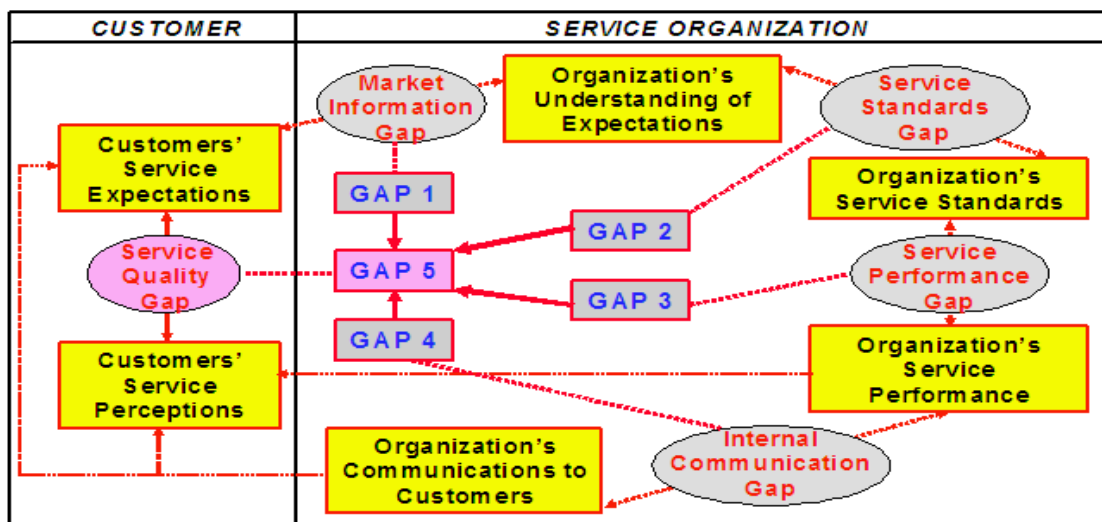 CUSTOMER
SERVICE ORGANIZATION
Market
Information
Gap
Organization's
Understanding of
Expectations
Service
Standards
Gap
Customers'
Service
Expectations
GAP 1
Organization's
Service Standards
GAP 2
Service
Quality
Gap
GAP 5
Service
Performance
Gap
GAP 3
GAP 4
Customers'
Service
Perceptions
Organization's
Service
Performance
Organization's
Communications to
Customers
Internal
Communication
Gap